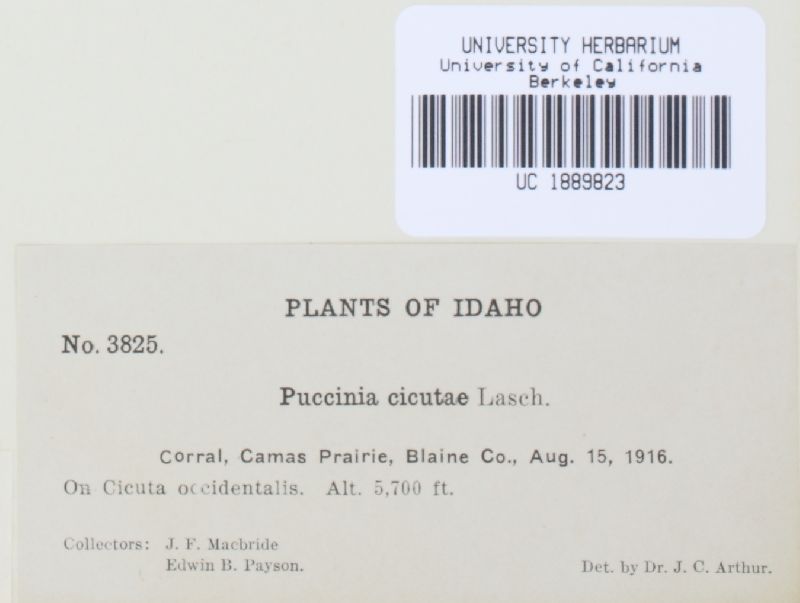 UNIVERSITY HERBARIUM
University of California
Berkeley
UC 1889823
PLANTS OF IDAHO
No. 3825.
Puccinia cicutae Lasch.
Corral, Camas Prairie, Blaine Co., Aug. 15, 1916.
On Cicuta occidentalis. Alt. 5,700 ft.
Collectors: J. F. Macbride
Edwin B. Payson.
Det. by Dr. J. C. Arthur.